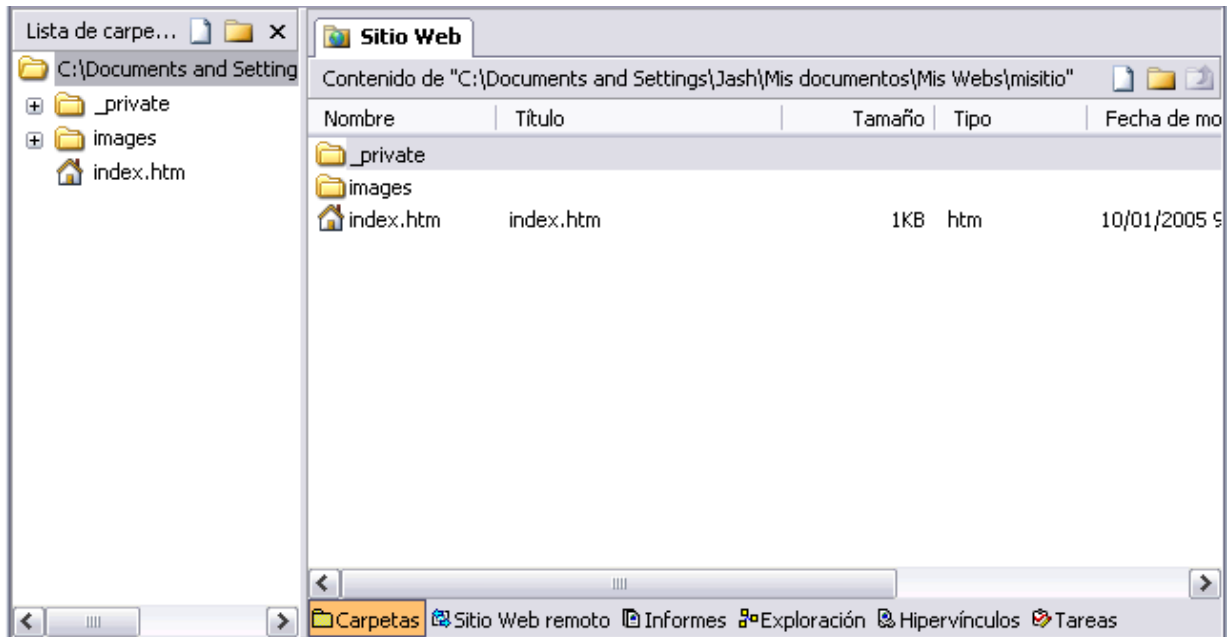 Lista de carpe...
C:\Documents and Setting
_private
images
index.htm
Sitio Web
Contenido de "C:\Documents and Settings\Jash\Mis documentos\Mis Webs\misitio"
Nombre Título Tamaño Tipo Fecha de mo
_private
images
index.htm index.htm 1KB htm 10/01/2005 9
Carpetas Sitio Web remoto Informes Exploración Hipervínculos Tareas